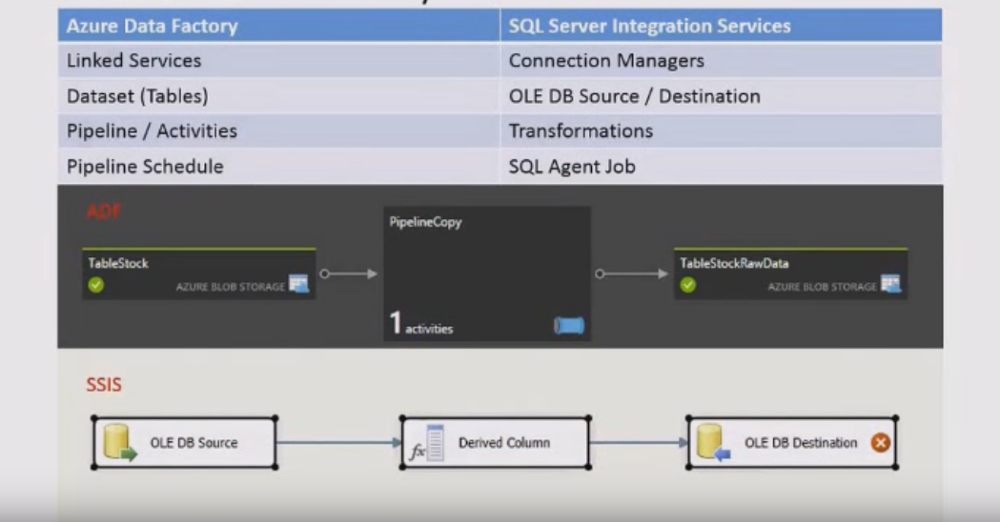 Azure Data Factory
SQL Server Integration Services
Linked Services
Connection Managers
Dataset (Tables)
OLE DB Source / Destination
Pipeline / Activities
Transformations
Pipeline Schedule
SQL Agent Job
ADF
TableStock
AZURE BLOB STORAGE
PipelineCopy
1 activities
TableStockRawData
AZURE BLOB STORAGE
SSIS
OLE DB Source
fx
Derived Column
OLE DB Destination